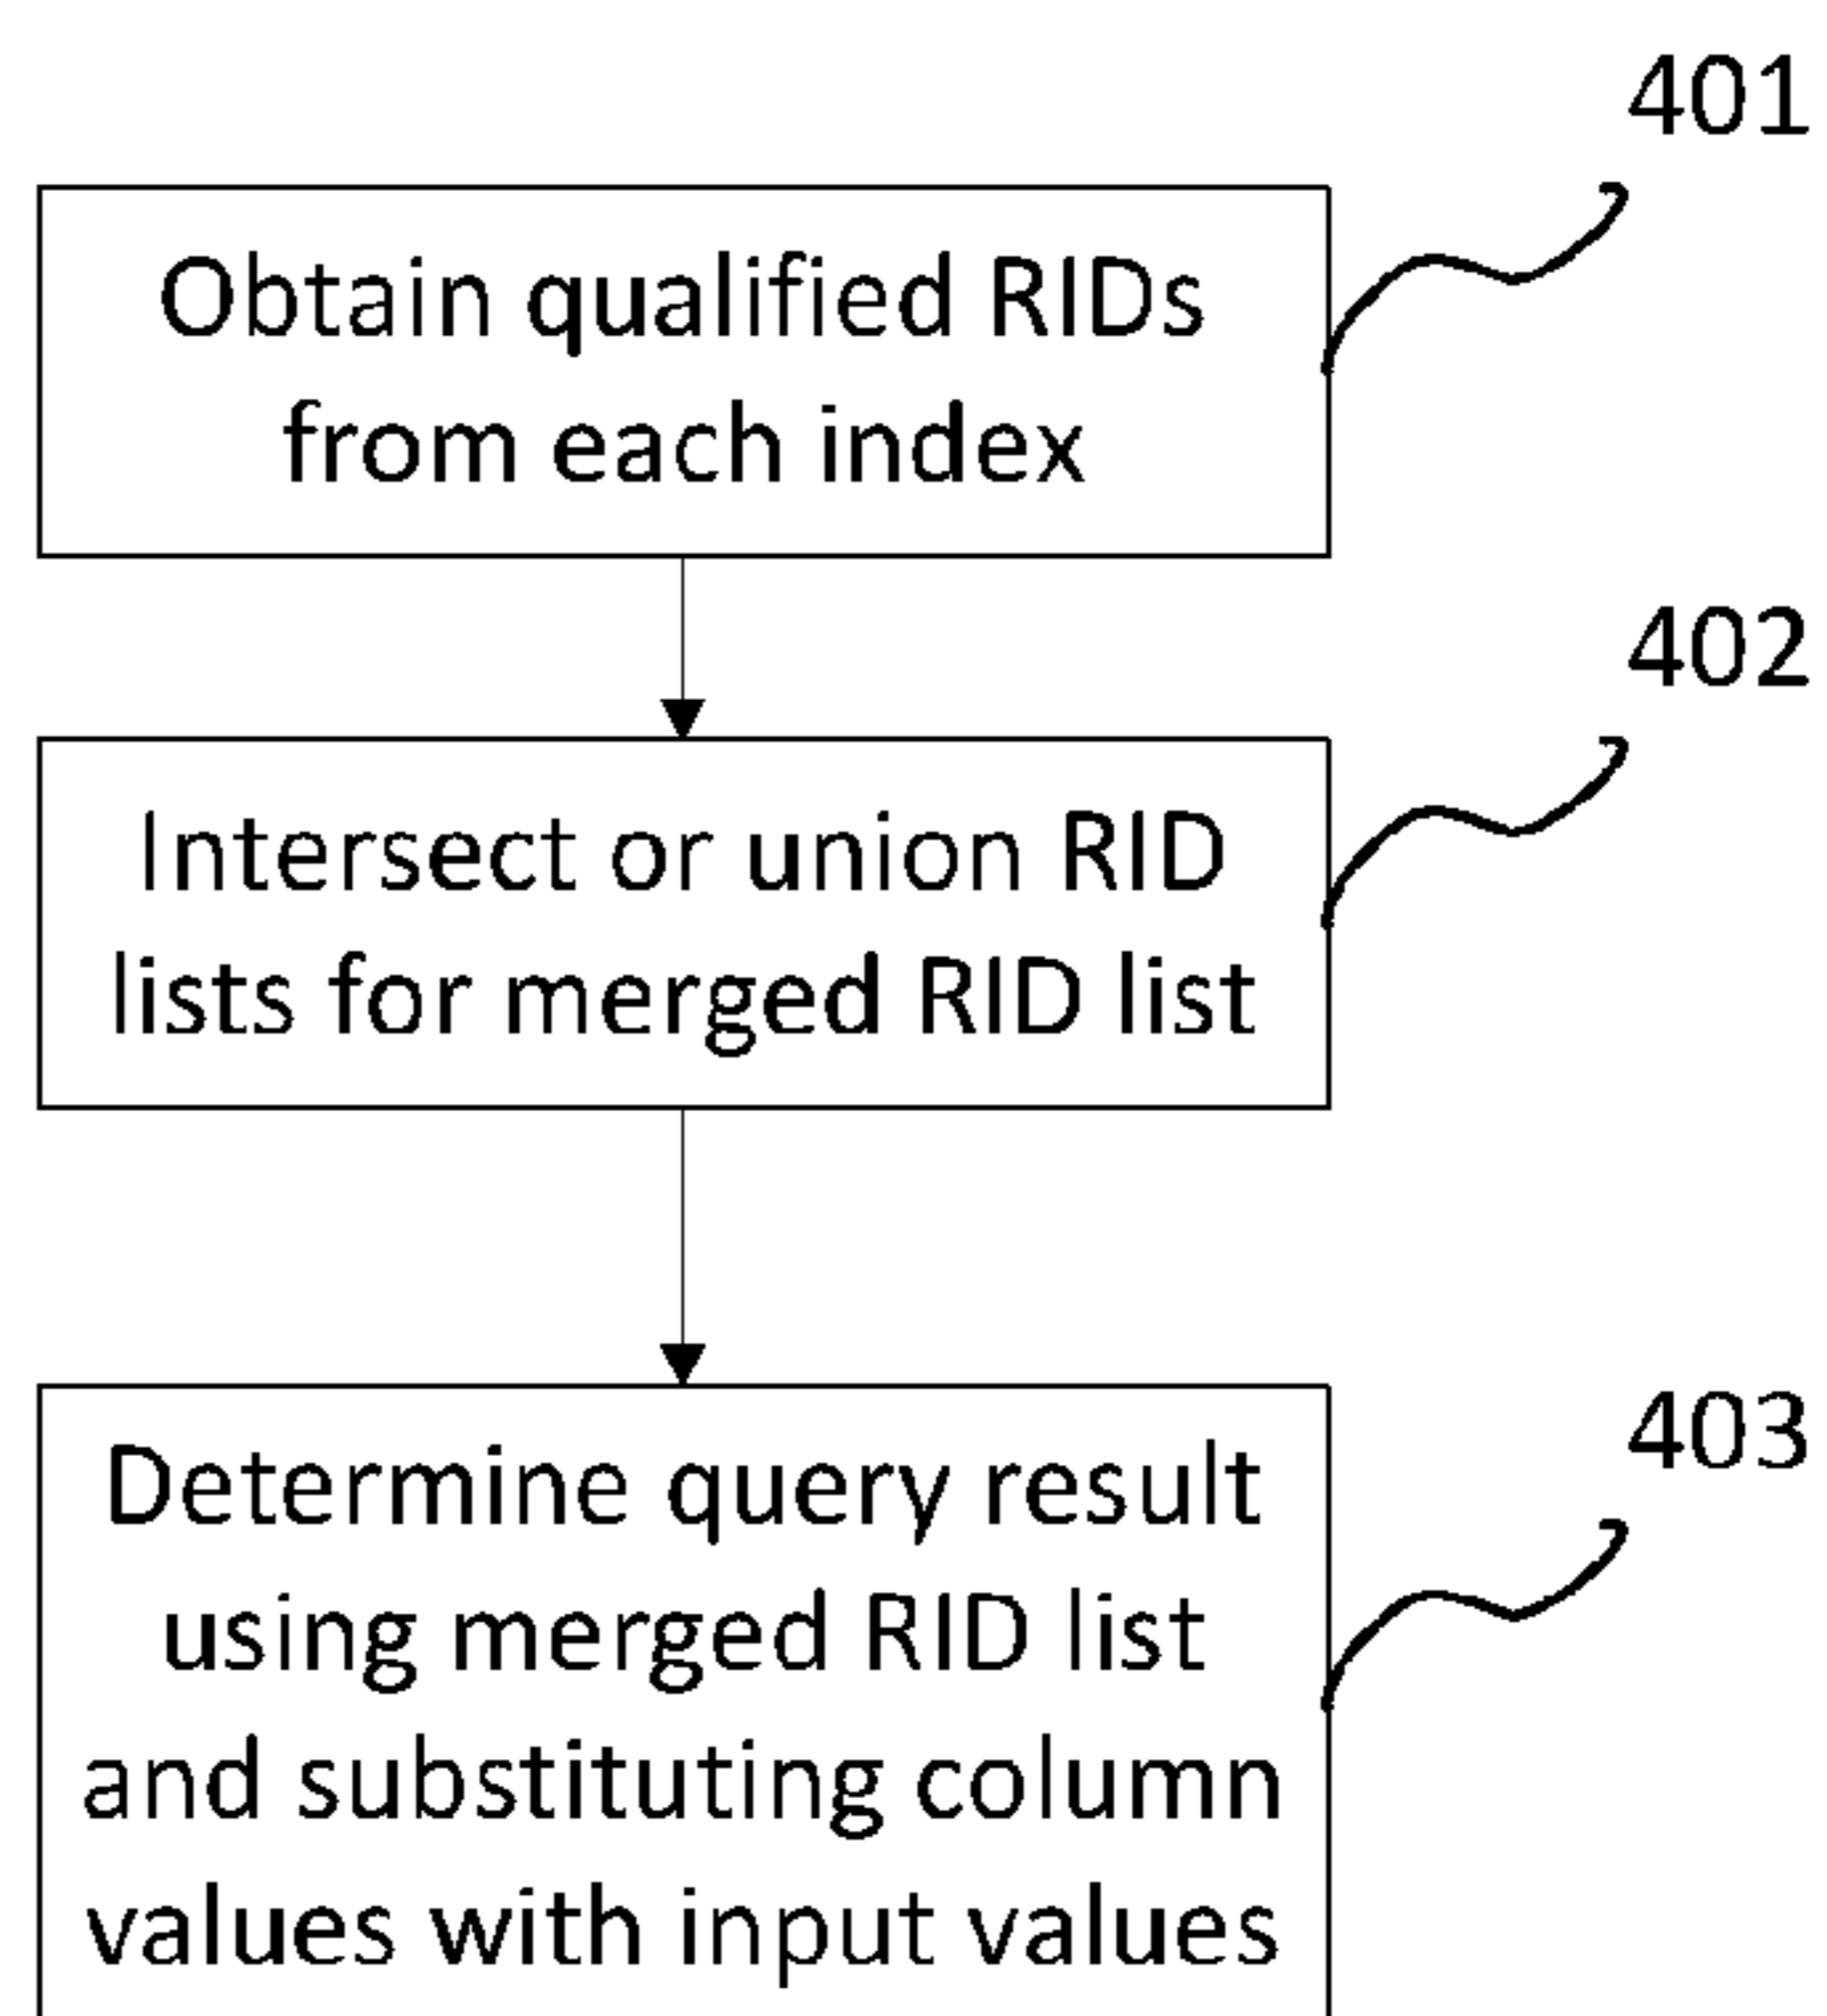 401
Obtain qualified RIDs
from each index
402
Intersect or union RID
lists for merged RID list
403
Determine query result
using merged RID list
and substituting column
values with input values